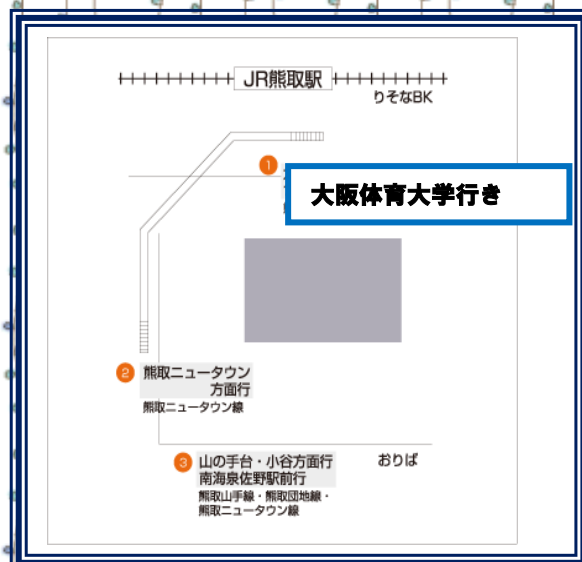 JR熊取駅
りそなBK
1
大阪体育大学行き
2 熊取ニュータウン
方面行
熊取ニュータウン線
3 山の手台・小谷方面行
南海泉佐野駅前行
熊取山手線・熊取団地線・
熊取ニュータウン線
おりば